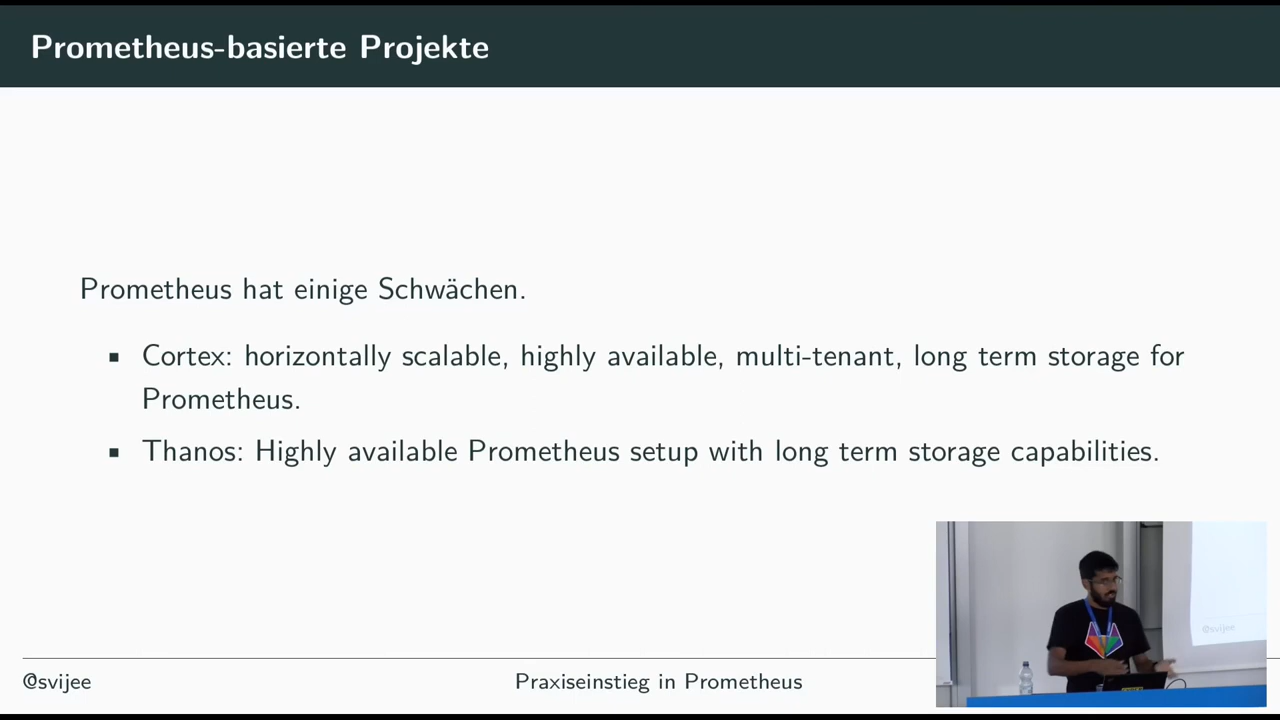 Prometheus-basierte Projekte
Prometheus hat einige Schwächen.
▪ Cortex: horizontally scalable, highly available, multi-tenant, long term storage for
Prometheus.
▪ Thanos: Highly available Prometheus setup with long term storage capabilities.
@svijee
@svijee
Praxiseinstieg in Prometheus